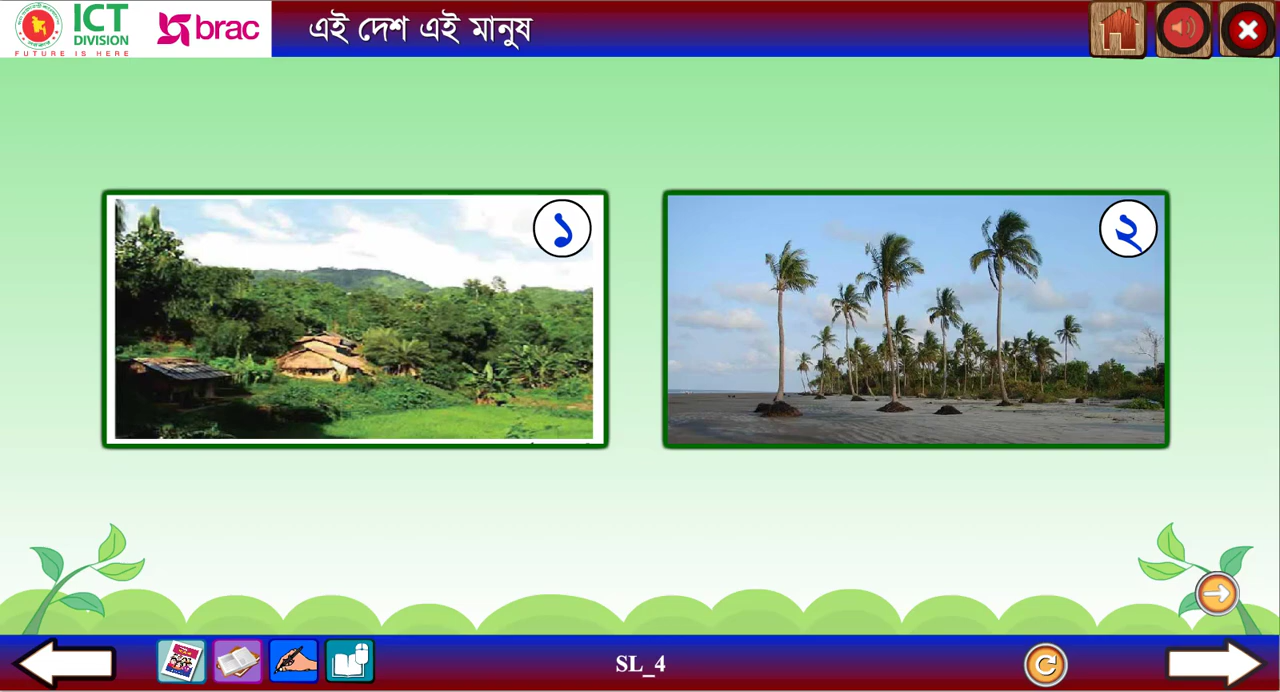 ICT
DIVISION
FUTURE IS HERE
brac
এই দেশ এই মানুষ
১
২
SL_4